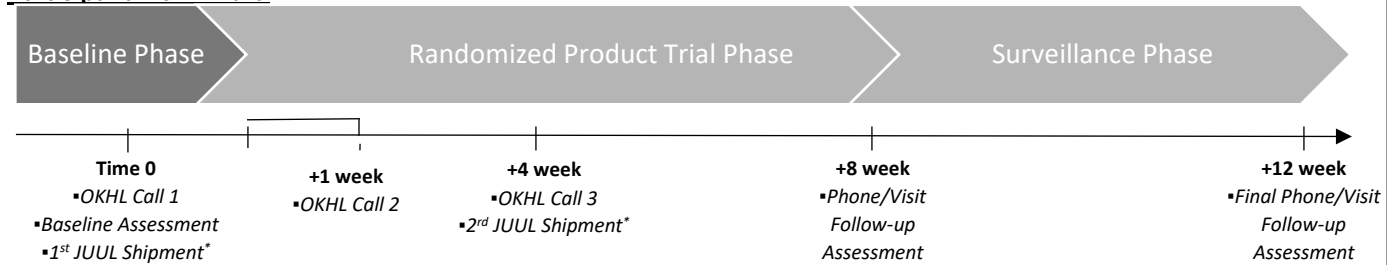 Baseline Phase
Randomized Product Trial Phase
Surveillance Phase
Time 0
▪OKHL Call 1
▪Baseline Assessment
▪1st JUUL Shipment*
+1 week
▪OKHL Call 2
+4 week
▪OKHL Call 3
▪2rd JUUL Shipment*
+8 week
▪Phone/Visit
Follow-up
Assessment
+12 week
▪Final Phone/Visit
Follow-up
Assessment